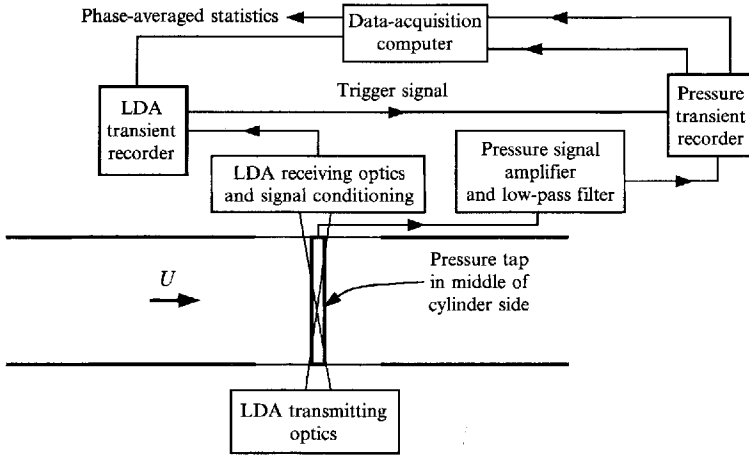 Phase-averaged statistics
Data-acquisition
computer
LDA
transient
recorder
Trigger signal
Pressure
transient
recorder
LDA receiving optics
and signal conditioning
Pressure signal
amplifier
and low-pass filter
U
Pressure tap
in middle of
cylinder side
LDA transmitting
optics